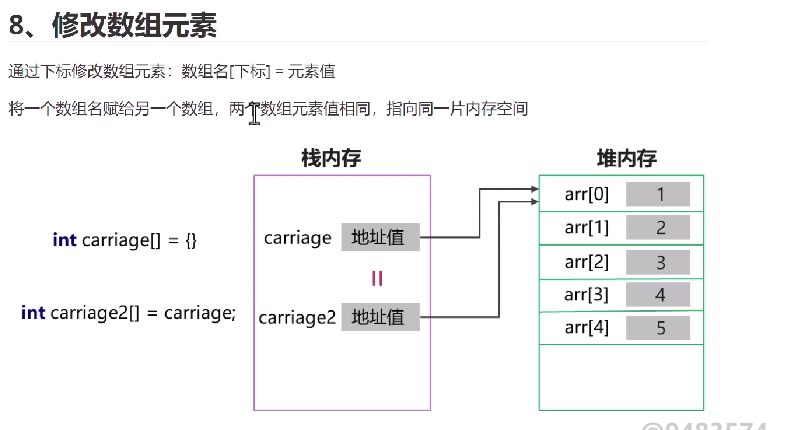 8、修改数组元素
通过下标修改数组元素：数组名[下标] = 元素值
将一个数组名赋给另一个数组，两个数组元素值相同，指向同一片内存空间
栈内存
堆内存
int carriage[] = {}
int carriage2[] = carriage;
carriage 地址值
=
carriage2 地址值
arr[0] 1
arr[1] 2
arr[2] 3
arr[3] 4
arr[4] 5